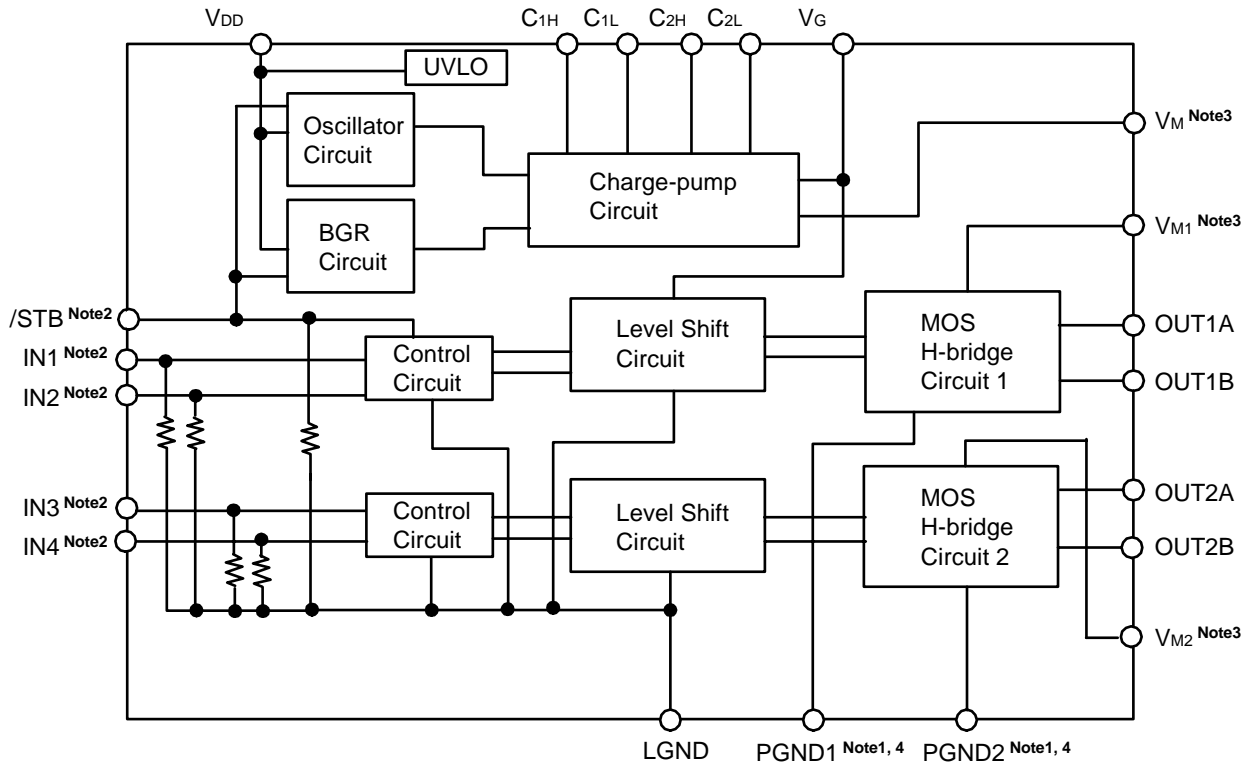 VDD
C1H
C1L
C2H
C2L
VG
UVLO
Oscillator
Circuit
Charge-pump
Circuit
VM Note3
BGR
Circuit
VM1 Note3
/STB Note2
IN1 Note2
IN2 Note2
Control
Circuit
Level Shift
Circuit
MOS
H-bridge
Circuit 1
OUT1A
OUT1B
IN3 Note2
IN4 Note2
Control
Circuit
Level Shift
Circuit
MOS
H-bridge
Circuit 2
OUT2A
OUT2B
VM2 Note3
LGND
PGND1 Note1, 4
PGND2 Note1, 4